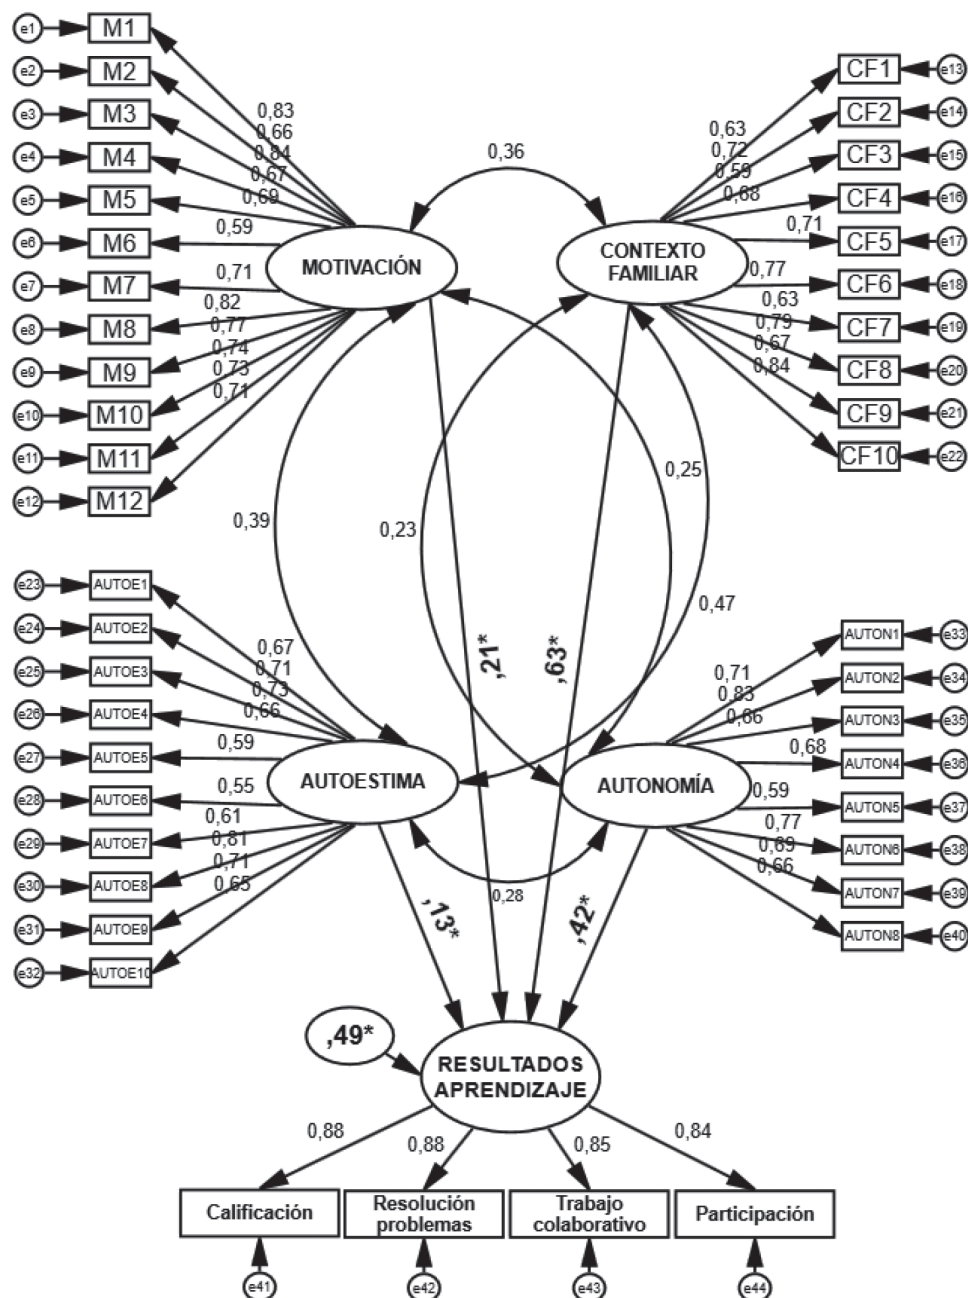 e1 M1
e2 M2
e3 M3
e4 M4
e5 M5
e6 M6
e7 M7
e8 M8
e9 M9
e10 M10
e11 M11
e12 M12
0,83
0,66
0,84
0,67
0,69
0,59
0,71
0,82
0,77
0,74
0,73
0,71
MOTIVACIÓN
0,36
CONTEXTO
FAMILIAR
0,63
0,72
0,59
0,68
0,71
0,77
0,63
0,79
0,67
0,84
CF1 e13
CF2 e14
CF3 e15
CF4 e16
CF5 e17
CF6 e18
CF7 e19
CF8 e20
CF9 e21
CF10 e22
0,39
0,23
0,25
0,47
,21*
,63*
e23 AUTOE1
e24 AUTOE2
e25 AUTOE3
e26 AUTOE4
e27 AUTOE5
e28 AUTOE6
e29 AUTOE7
e30 AUTOE8
e31 AUTOE9
e32 AUTOE10
0,67
0,71
0,73
0,66
0,59
0,55
0,61
0,81
0,71
0,65
AUTOESTIMA
AUTONOMÍA
0,71
0,83
0,66
0,68
0,59
0,77
0,69
0,66
AUTON1 e33
AUTON2 e34
AUTON3 e35
AUTON4 e36
AUTON5 e37
AUTON6 e38
AUTON7 e39
AUTON8 e40
0,28
,13*
,42*
,49*
RESULTADOS
APRENDIZAJE
0,88
0,88
0,85
0,84
Calificación
Resolución
problemas
Trabajo
colaborativo
Participación
e41
e42
e43
e44